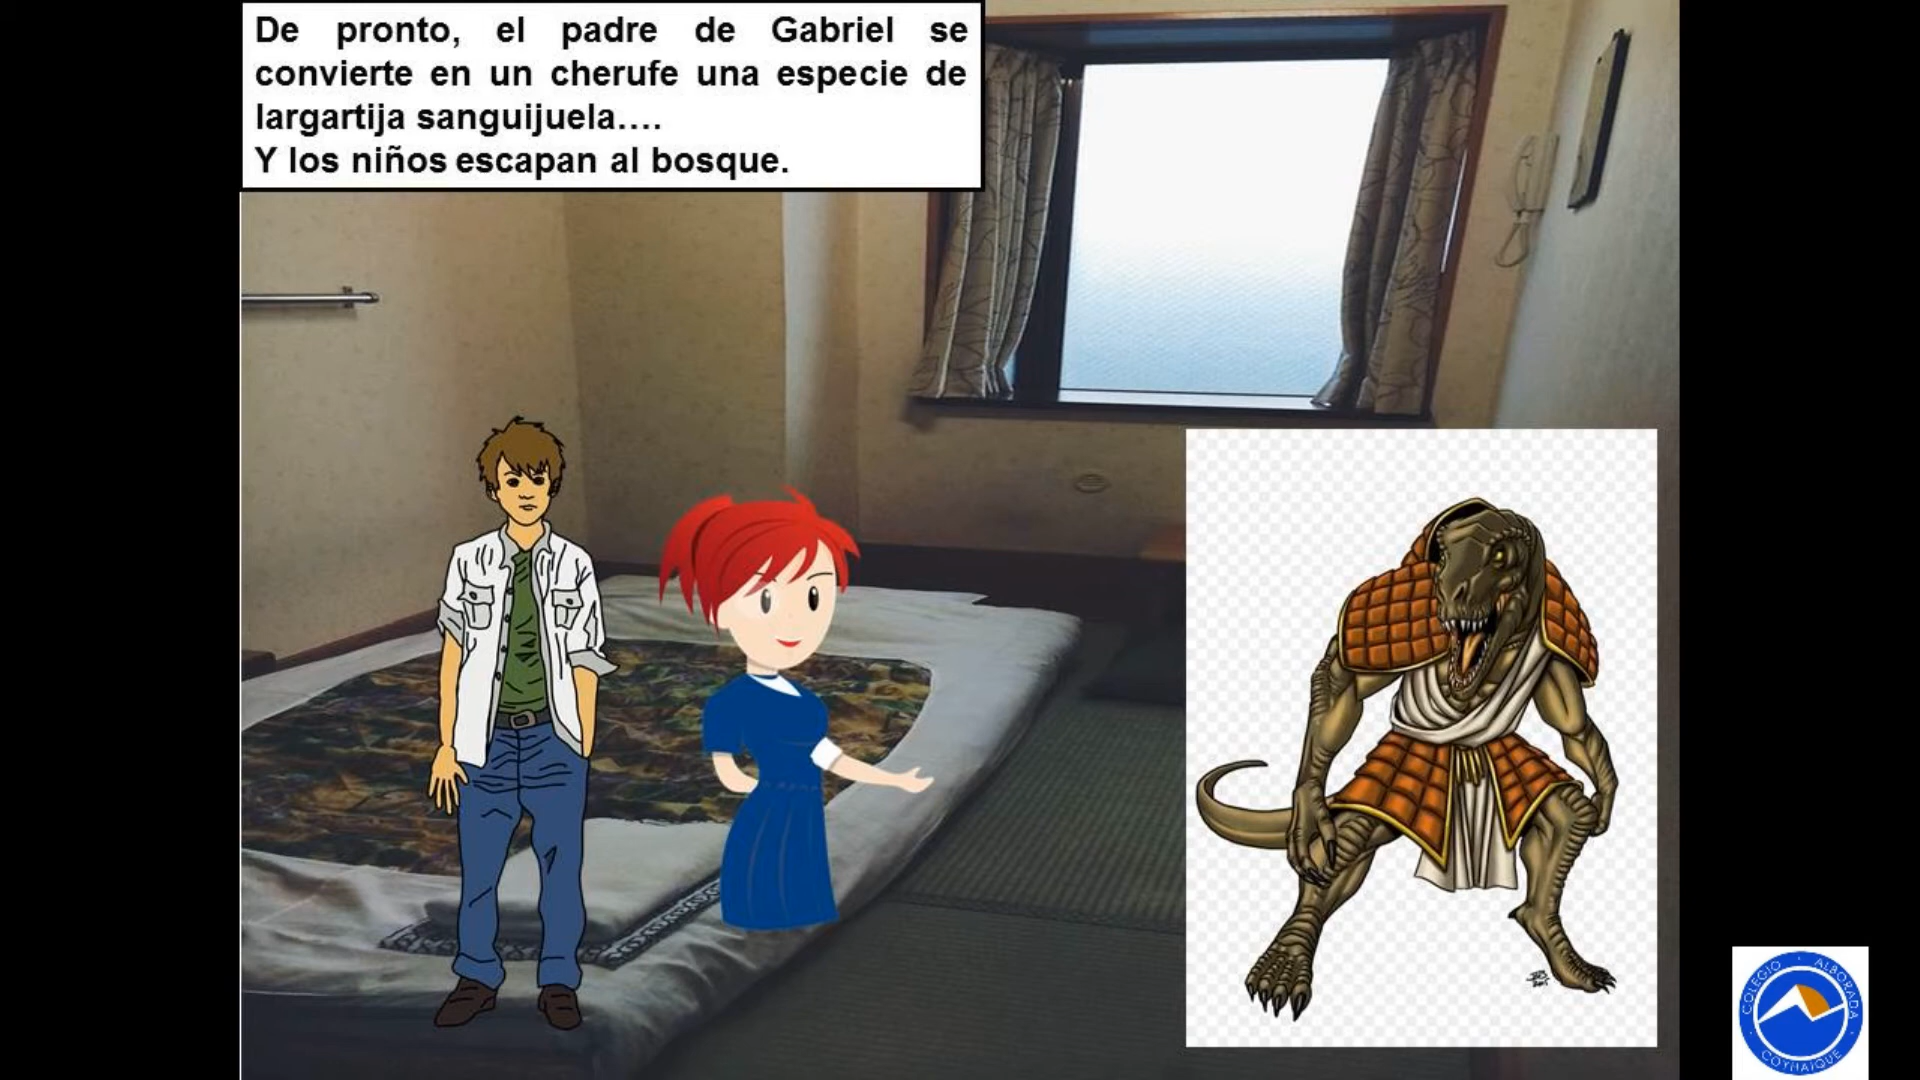 De pronto, el padre de Gabriel se
convierte en un cherufe una especie de
largartija sanguijuela....
Y los niños escapan al bosque.
COLEGIO · ALBORADA
COYHAIQUE